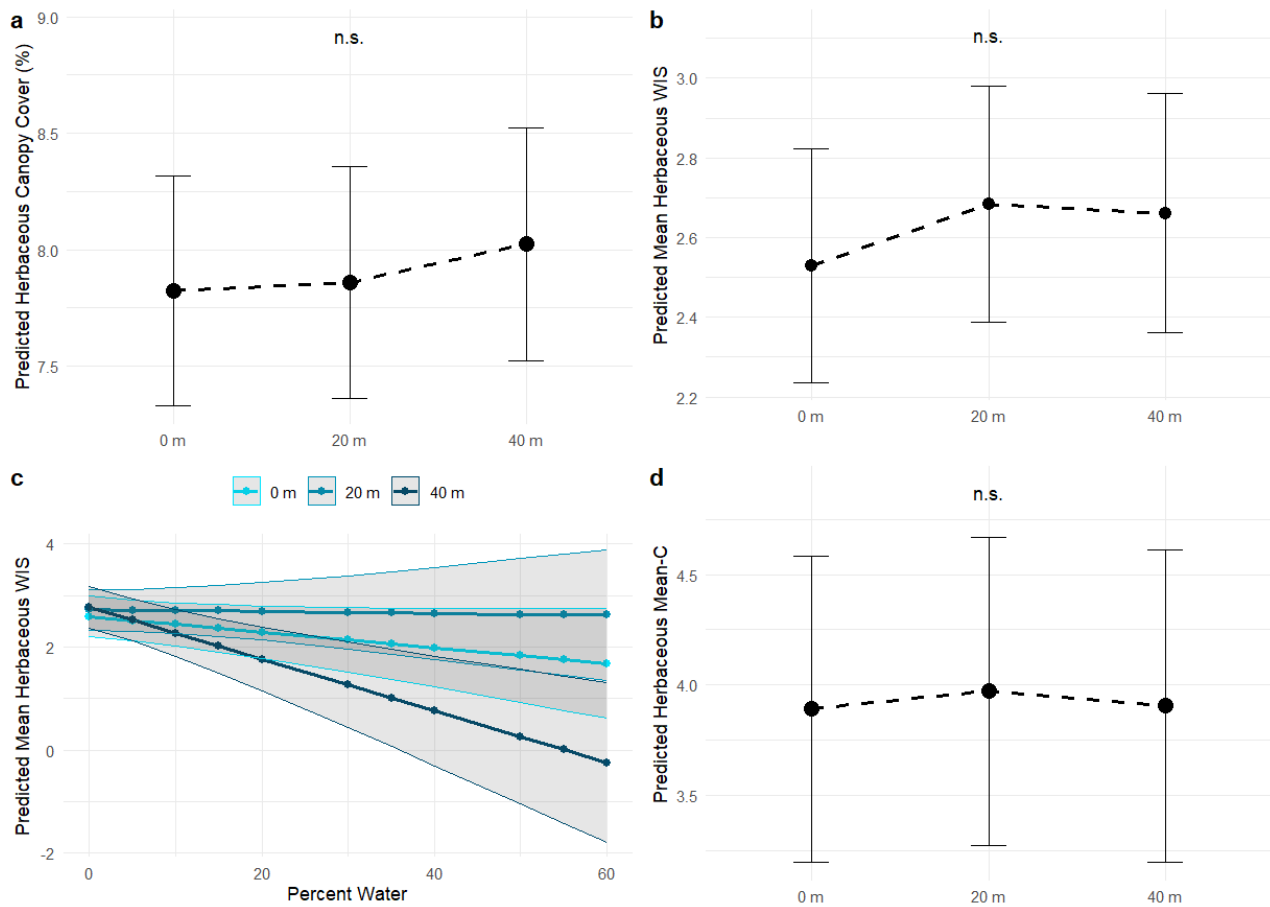 a
Predicted Herbaceous Canopy Cover (%)
9.0
8.5
8.0
7.5
n.s.
0 m
20 m
40 m
b
Predicted Mean Herbaceous WIS
3.0
2.8
2.6
2.4
2.2
n.s.
0 m
20 m
40 m
c
0 m
20 m
40 m
Predicted Mean Herbaceous WIS
4
2
0
-2
0
20
40
60
Percent Water
d
Predicted Herbaceous Mean-C
4.5
4.0
3.5
n.s.
0 m
20 m
40 m